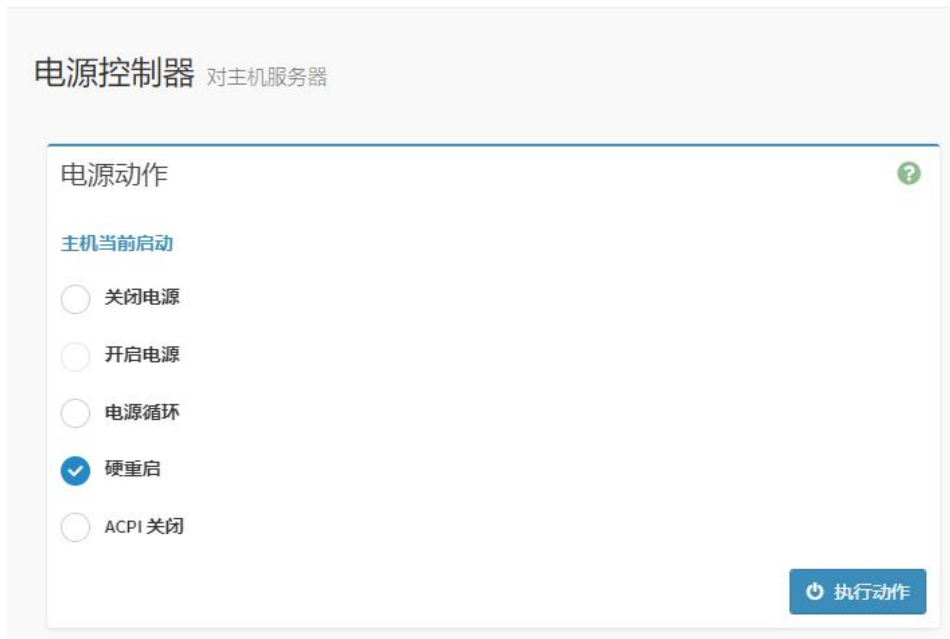 电源控制器 对主机服务器
电源动作
主机当前启动
关闭电源
开启电源
电源循环
硬重启
ACPI 关闭
执行动作